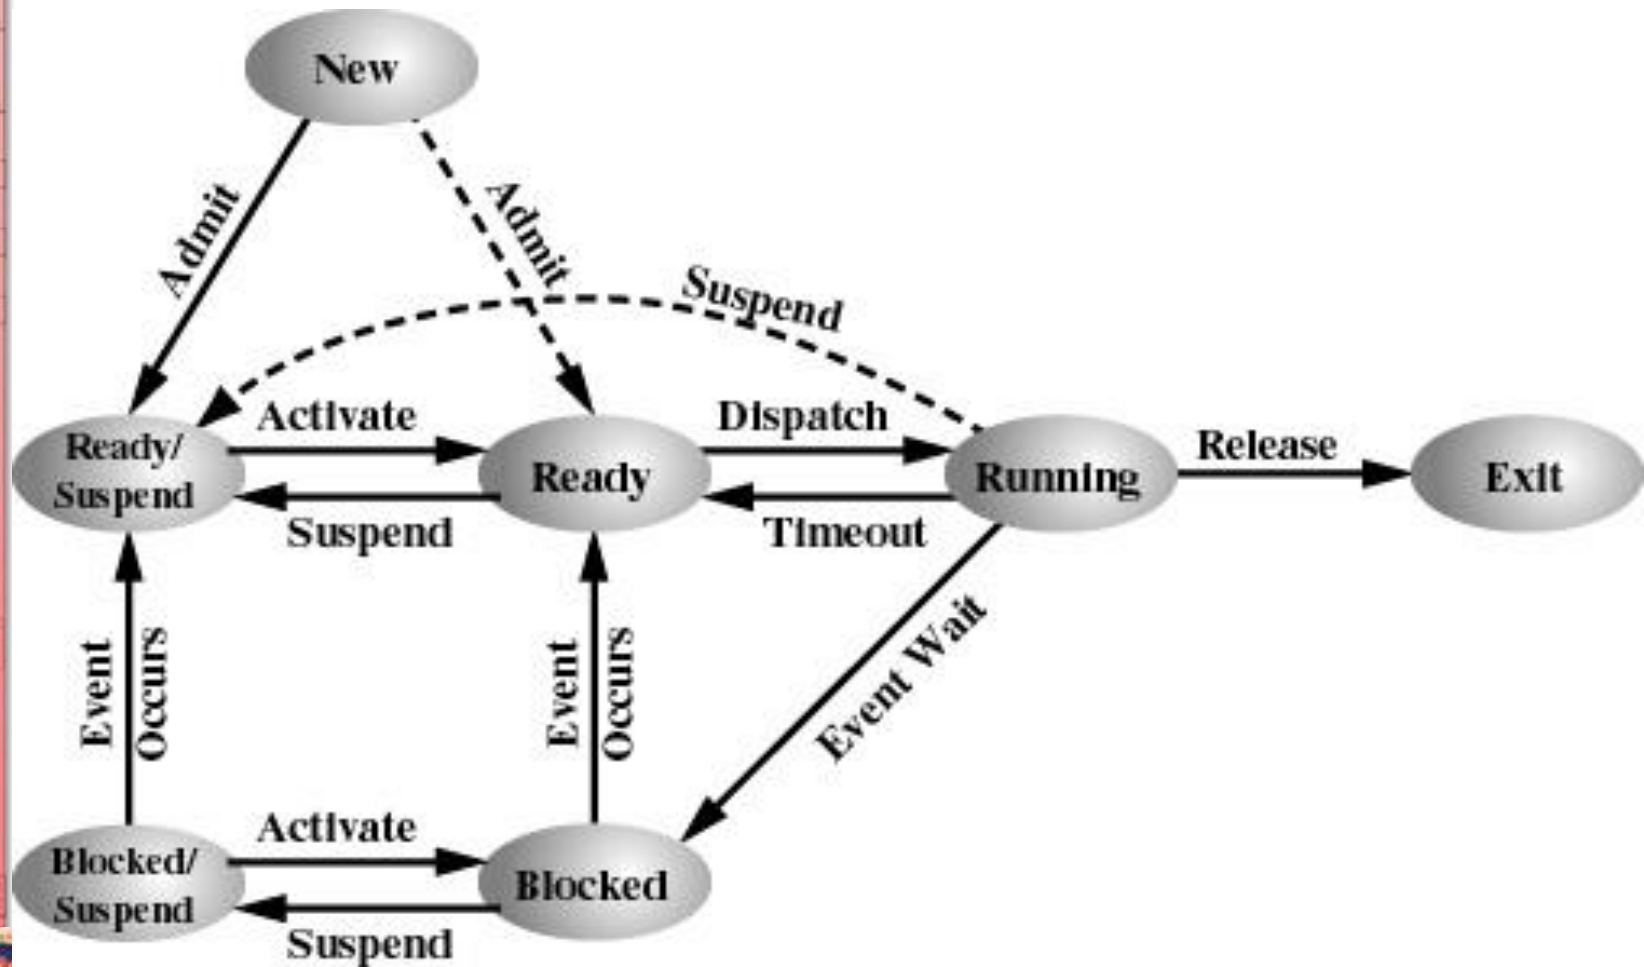 New
Admit
Admit
Suspend
Activate
Dispatch
Release
Ready/
Suspend
Ready
Running
Exit
Suspend
Timeout
Event
Occurs
Event
Occurs
Event Wait
Activate
Blocked/
Suspend
Blocked
Suspend